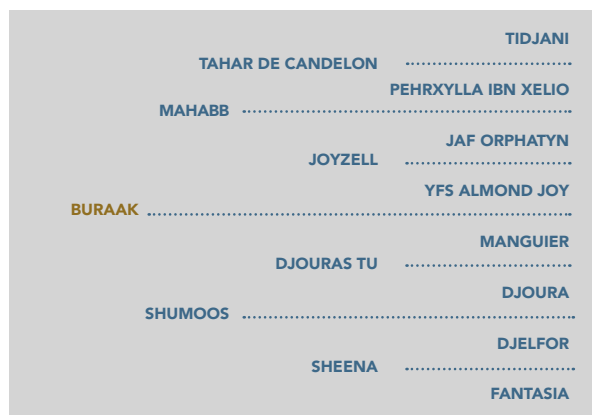 TIDJANI
TAHAR DE CANDELON
PEHRXYLLA IBN XELIO
MAHABB
JAF ORPHATYN
JOYZELL
YFS ALMOND JOY
BURAAK
MANGUIER
DJOURAS TU
DJOURA
SHUMOOS
DJELFOR
SHEENA
FANTASIA